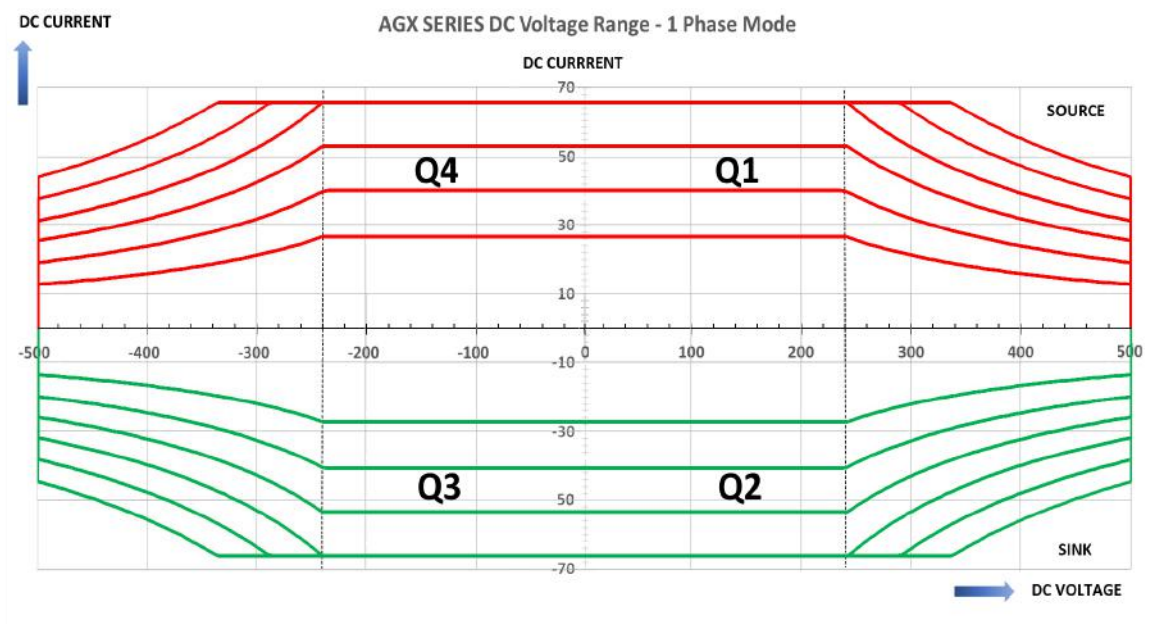 DC CURRENT
AGX SERIES DC Voltage Range - 1 Phase Mode
DC CURRRENT
70
SOURCE
50
Q4
Q1
30
10
-500 -400 -300 -200 -100 0 100 200 300 400 500
-10
-30
Q3
Q2
50
SINK
-70
DC VOLTAGE